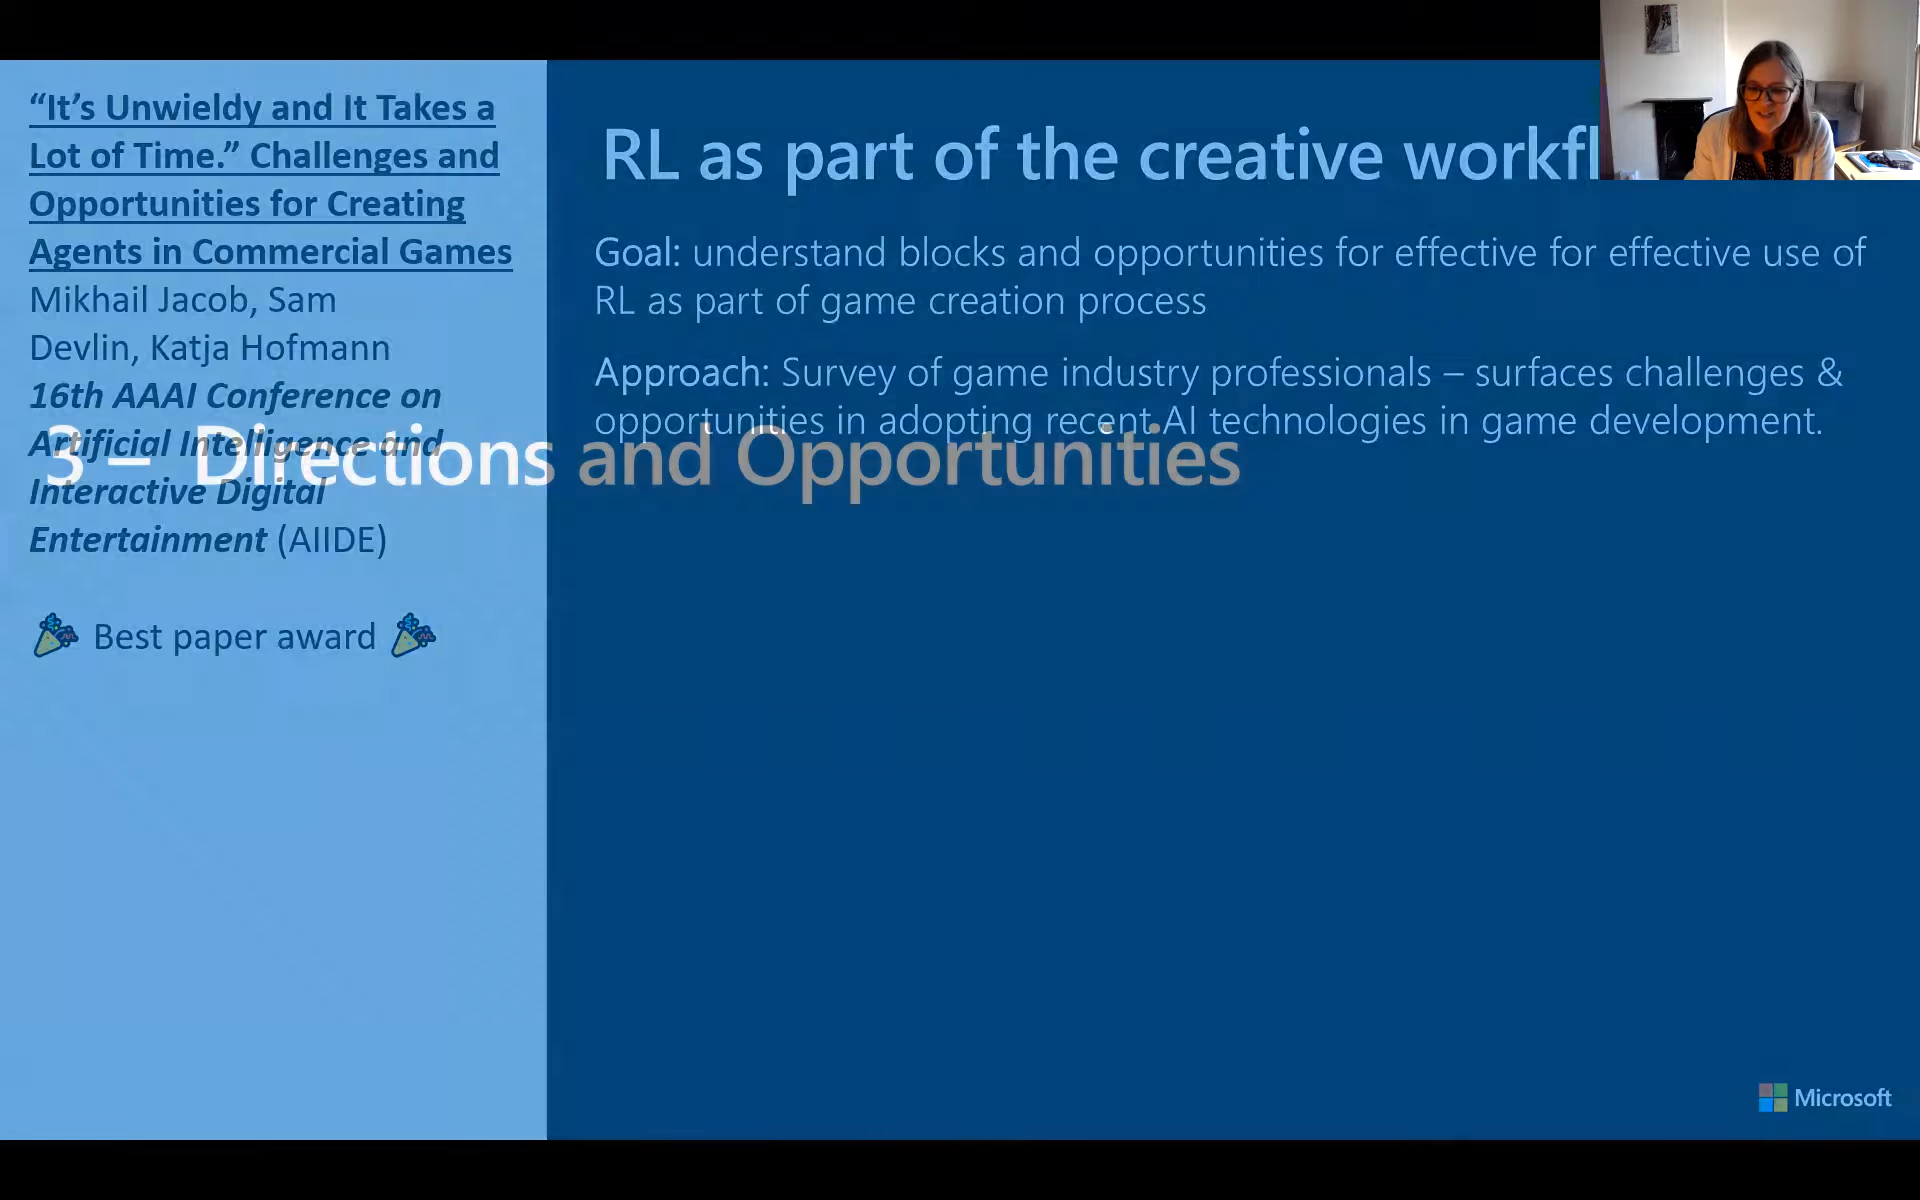 “It’s Unwieldy and It Takes a
Lot of Time.” Challenges and
Opportunities for Creating
Agents in Commercial Games
Mikhail Jacob, Sam
Devlin, Katja Hofmann
16th AAAI Conference on
Artificial Intelligence and
Interactive Digital
Entertainment (AIIDE)
Best paper award
3 – Directions and Opportunities
RL as part of the creative workfl
Goal: understand blocks and opportunities for effective for effective use of
RL as part of game creation process
Approach: Survey of game industry professionals – surfaces challenges &
opportunities in adopting recent AI technologies in game development.
Microsoft